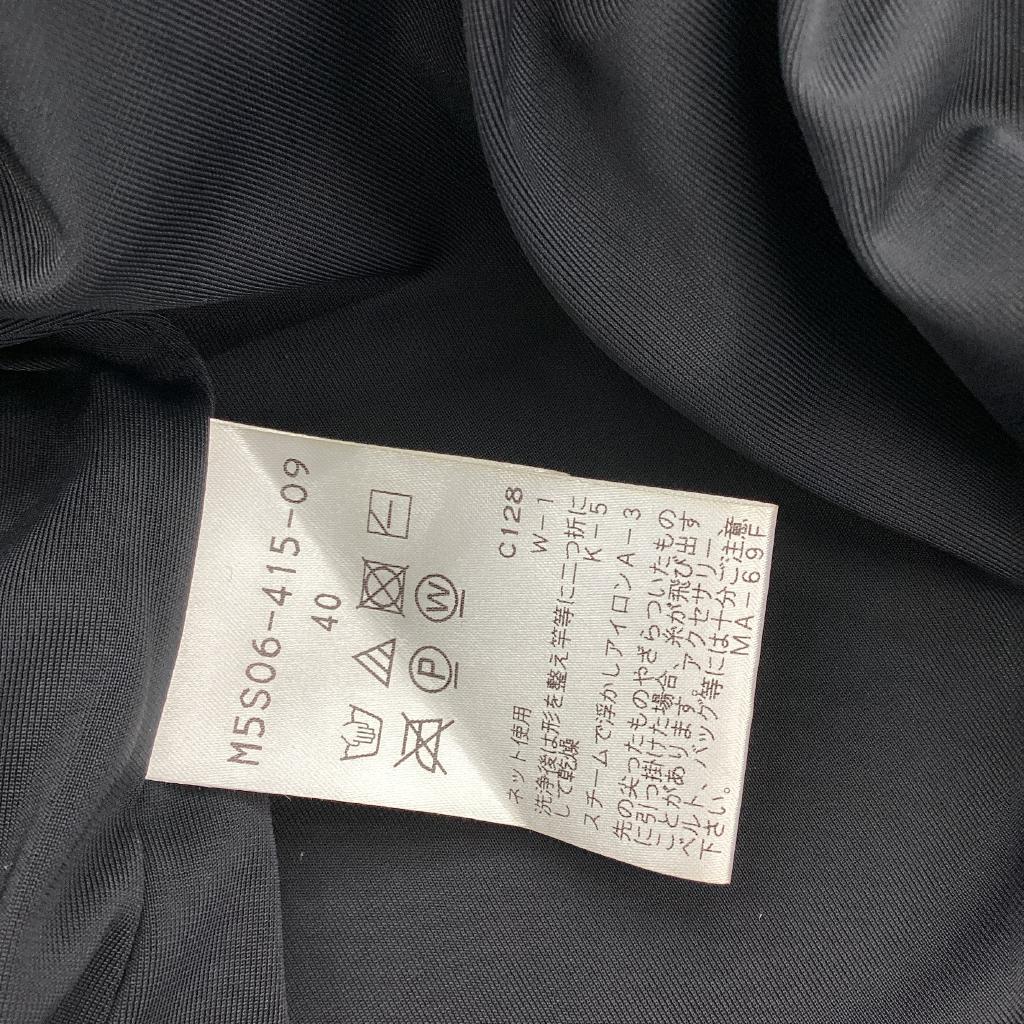 M5S06-415-09
40
P W
C128
ネット使用 W-1
洗浄後は形を整え竿等に二つ折に
して乾燥 K-5
スチームで浮かしアイロンA-3
先の尖ったものやざらついたもの
に引っ掛けた場合、糸が飛び出す
ことがあります。アクセサリー、
ベルト、バッグ等には十分ご注意
下さい。 MA-69F